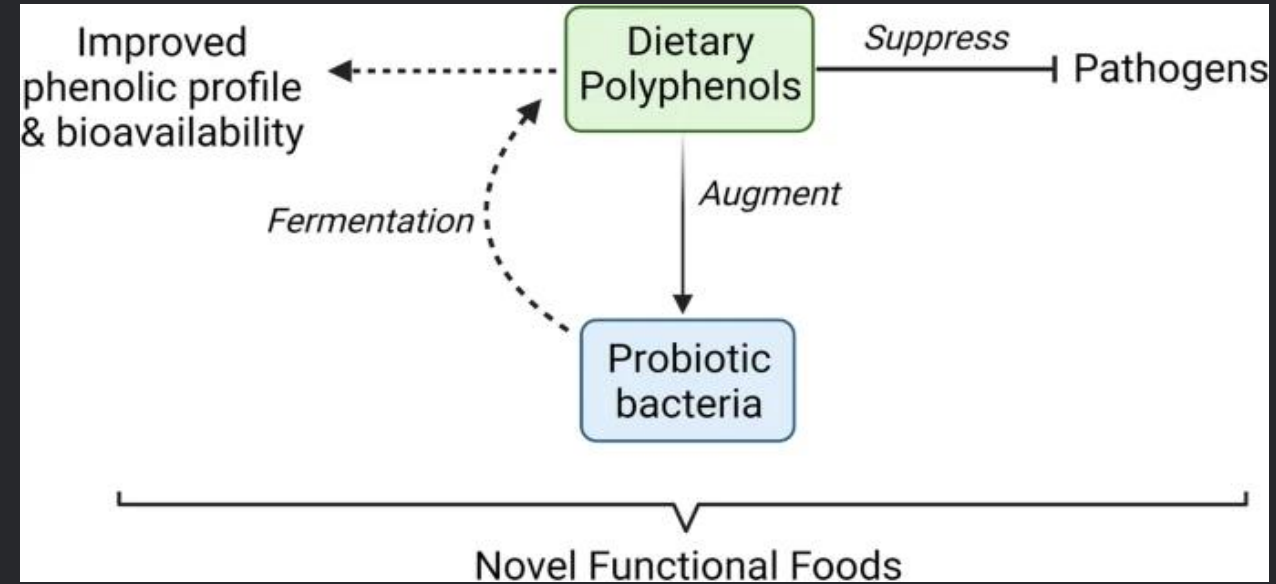 Improved
phenolic profile
& bioavailability
Dietary
Polyphenols
Suppress
Pathogens
Fermentation
Augment
Probiotic
bacteria
Novel Functional Foods